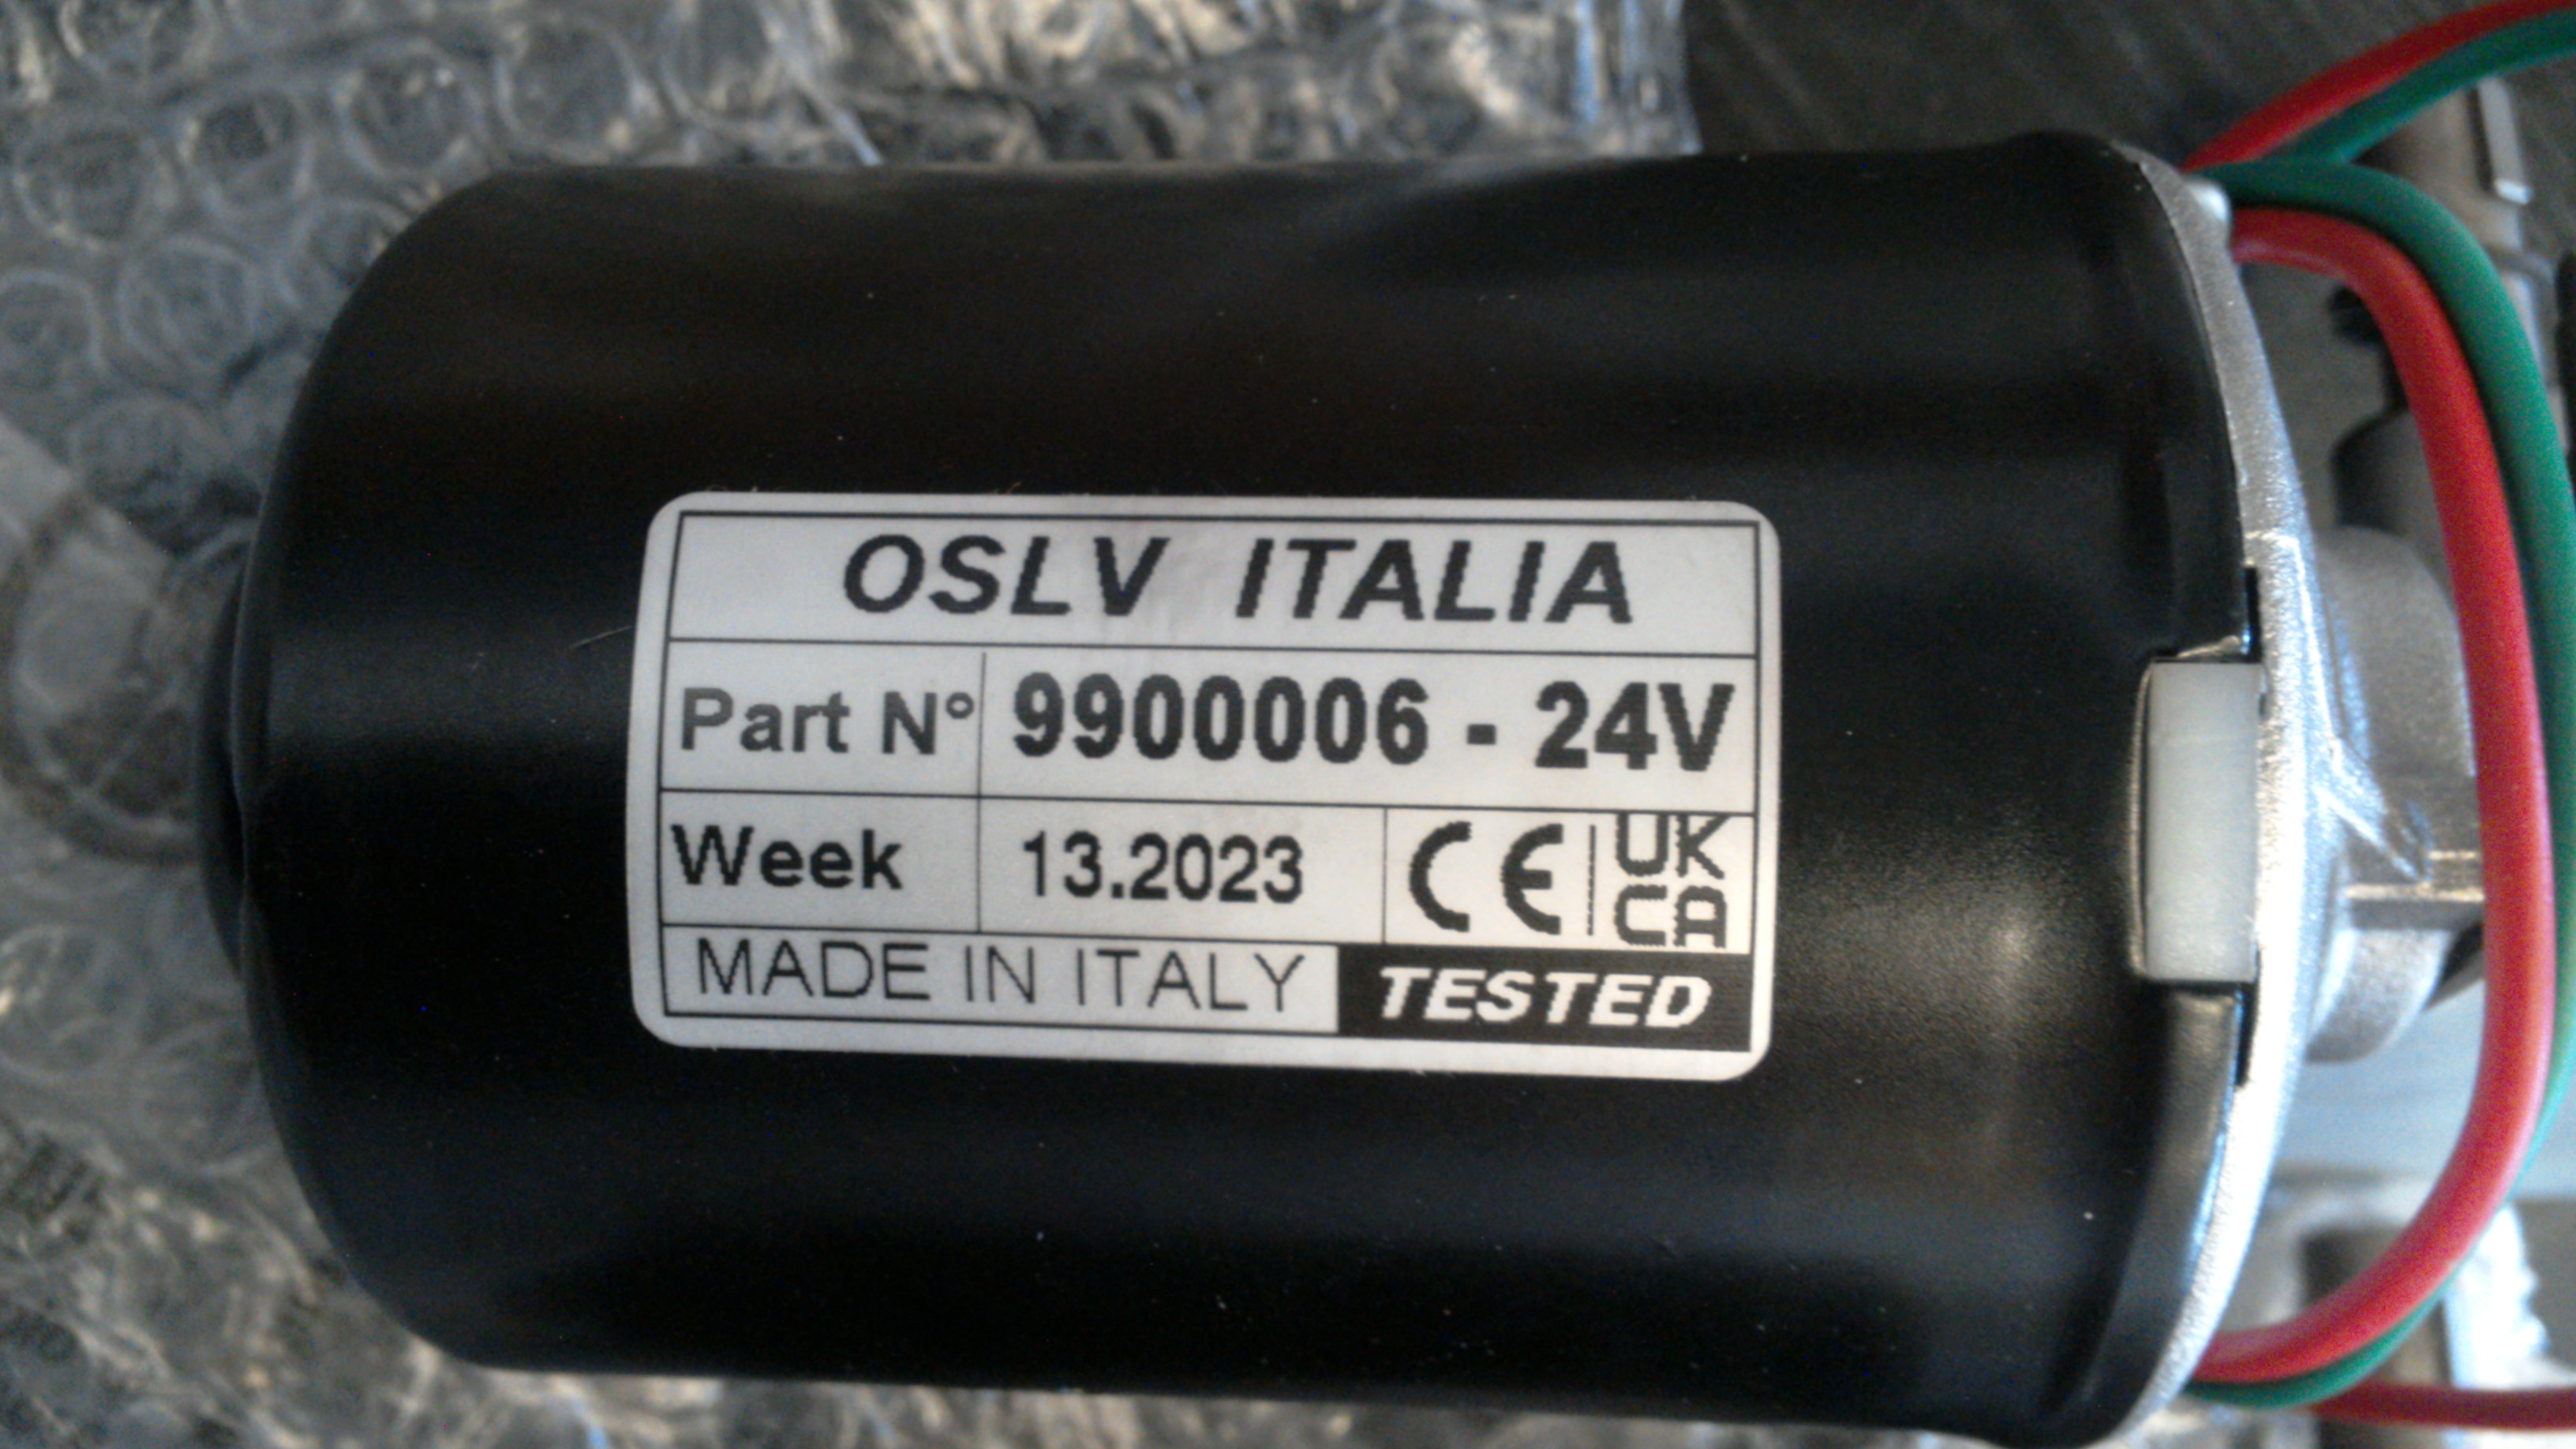 OSLV ITALIA
Part N° 9900006 - 24V
Week 13.2023 CE UK
CA
MADE IN ITALY TESTED